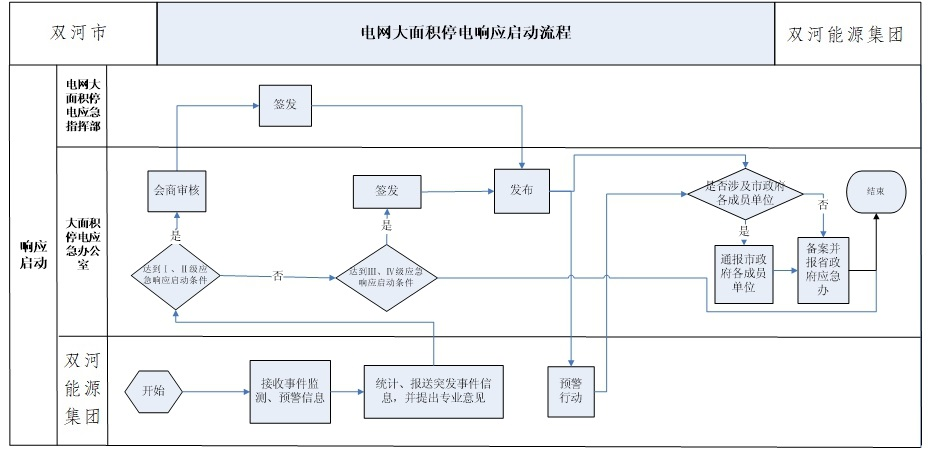 双河市
电网大面积停电响应启动流程
双河能源集团
响应
启动
电网大
面积停
电应急
指挥部
签发
大面积
停电应
急办公
室
会商审核
签发
发布
是否涉及市政府
各成员单位
结束
是
是
否
是
达到Ⅰ、Ⅱ级应
急响应启动条件
否
达到Ⅲ、Ⅳ级应急
响应启动条件
通报市政
府各成员
单位
备案并
报省政
府应急
办
双河
能源
集团
开始
接收事件监
测、预警信息
统计、报送突发事件信
息，并提出专业意见
预警
行动